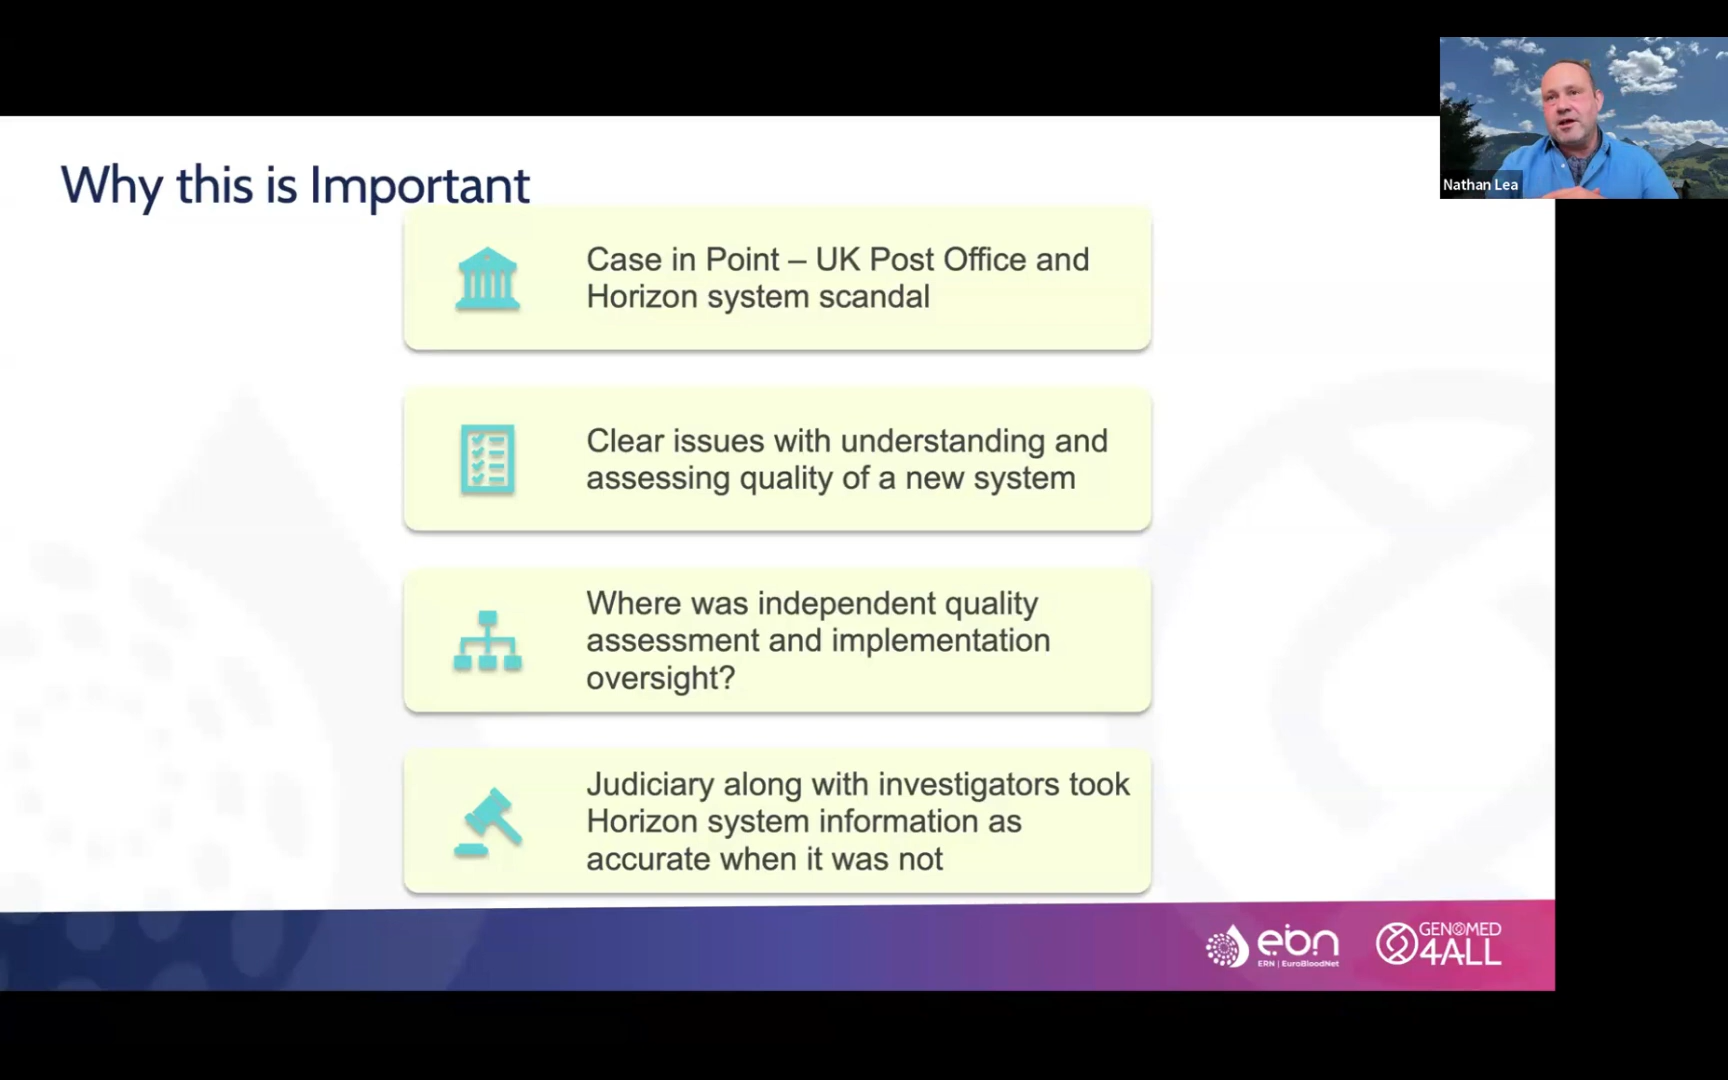 Nathan Lea
Why this is Important
Case in Point – UK Post Office and
Horizon system scandal
Clear issues with understanding and
assessing quality of a new system
Where was independent quality
assessment and implementation
oversight?
Judiciary along with investigators took
Horizon system information as
accurate when it was not
ebn
ERN | EuroBloodNet
GENOMED
4ALL